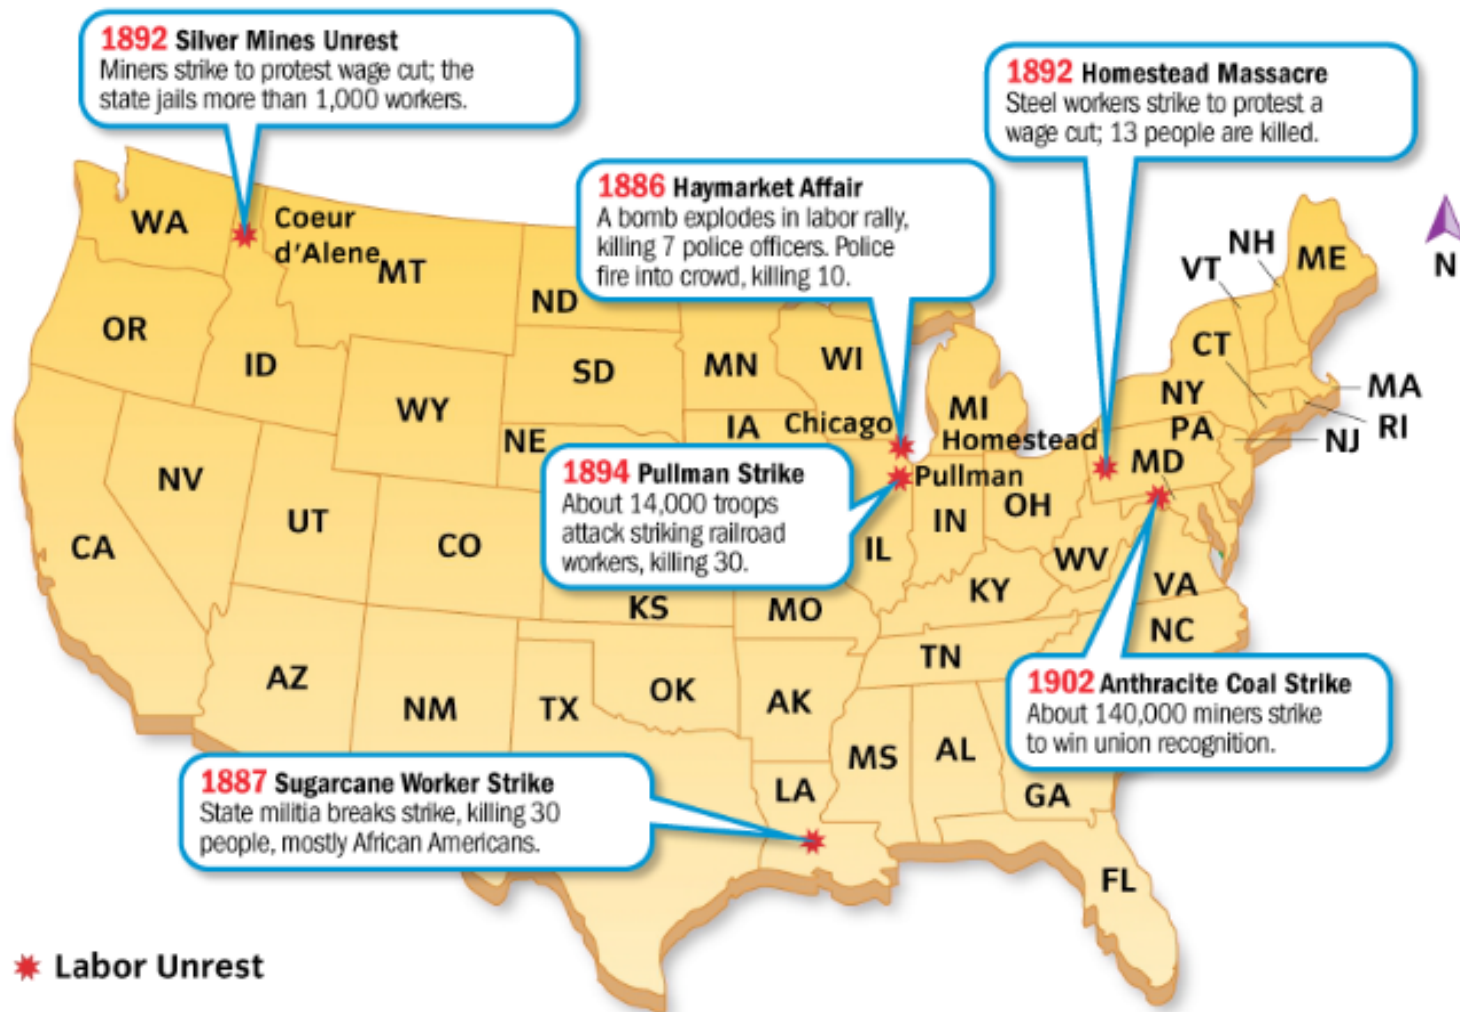 1892 Silver Mines Unrest
Miners strike to protest wage cut; the
state jails more than 1,000 workers.
1892 Homestead Massacre
Steel workers strike to protest a
wage cut; 13 people are killed.
1886 Haymarket Affair
A bomb explodes in labor rally,
killing 7 police officers. Police
fire into crowd, killing 10.
WA
Coeur
d'Alene
MT
ND
NH
VT
ME
N
OR
ID
SD
MN
WI
CT
WY
NE
IA
Chicago
MI
Homestead
NY
PA
MA
RI
NJ
1894 Pullman Strike
About 14,000 troops
attack striking railroad
workers, killing 30.
Pullman
MD
NV
UT
CO
CA
IL
IN
OH
WV
VA
KY
KS
MO
NC
TN
AZ
NM
TX
OK
AK
1902 Anthracite Coal Strike
About 140,000 miners strike
to win union recognition.
MS
AL
GA
LA
1887 Sugarcane Worker Strike
State militia breaks strike, killing 30
people, mostly African Americans.
FL
Labor Unrest